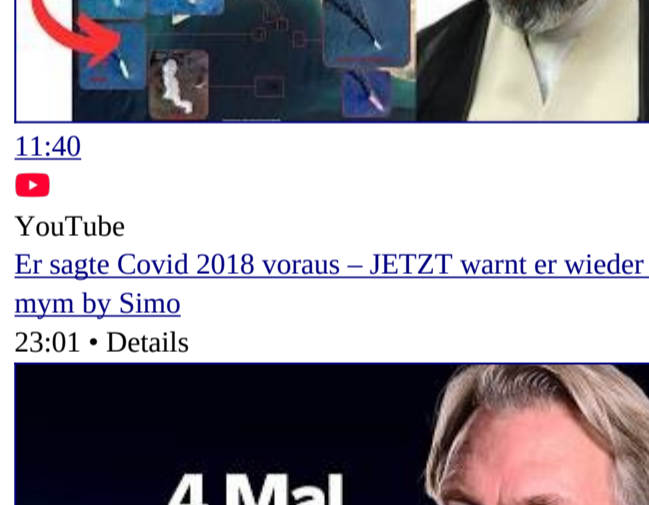 11:40
YouTube
Er sagte Covid 2018 voraus – JETZT warnt er wieder
mym by Simo
23:01 • Details
4 Mal